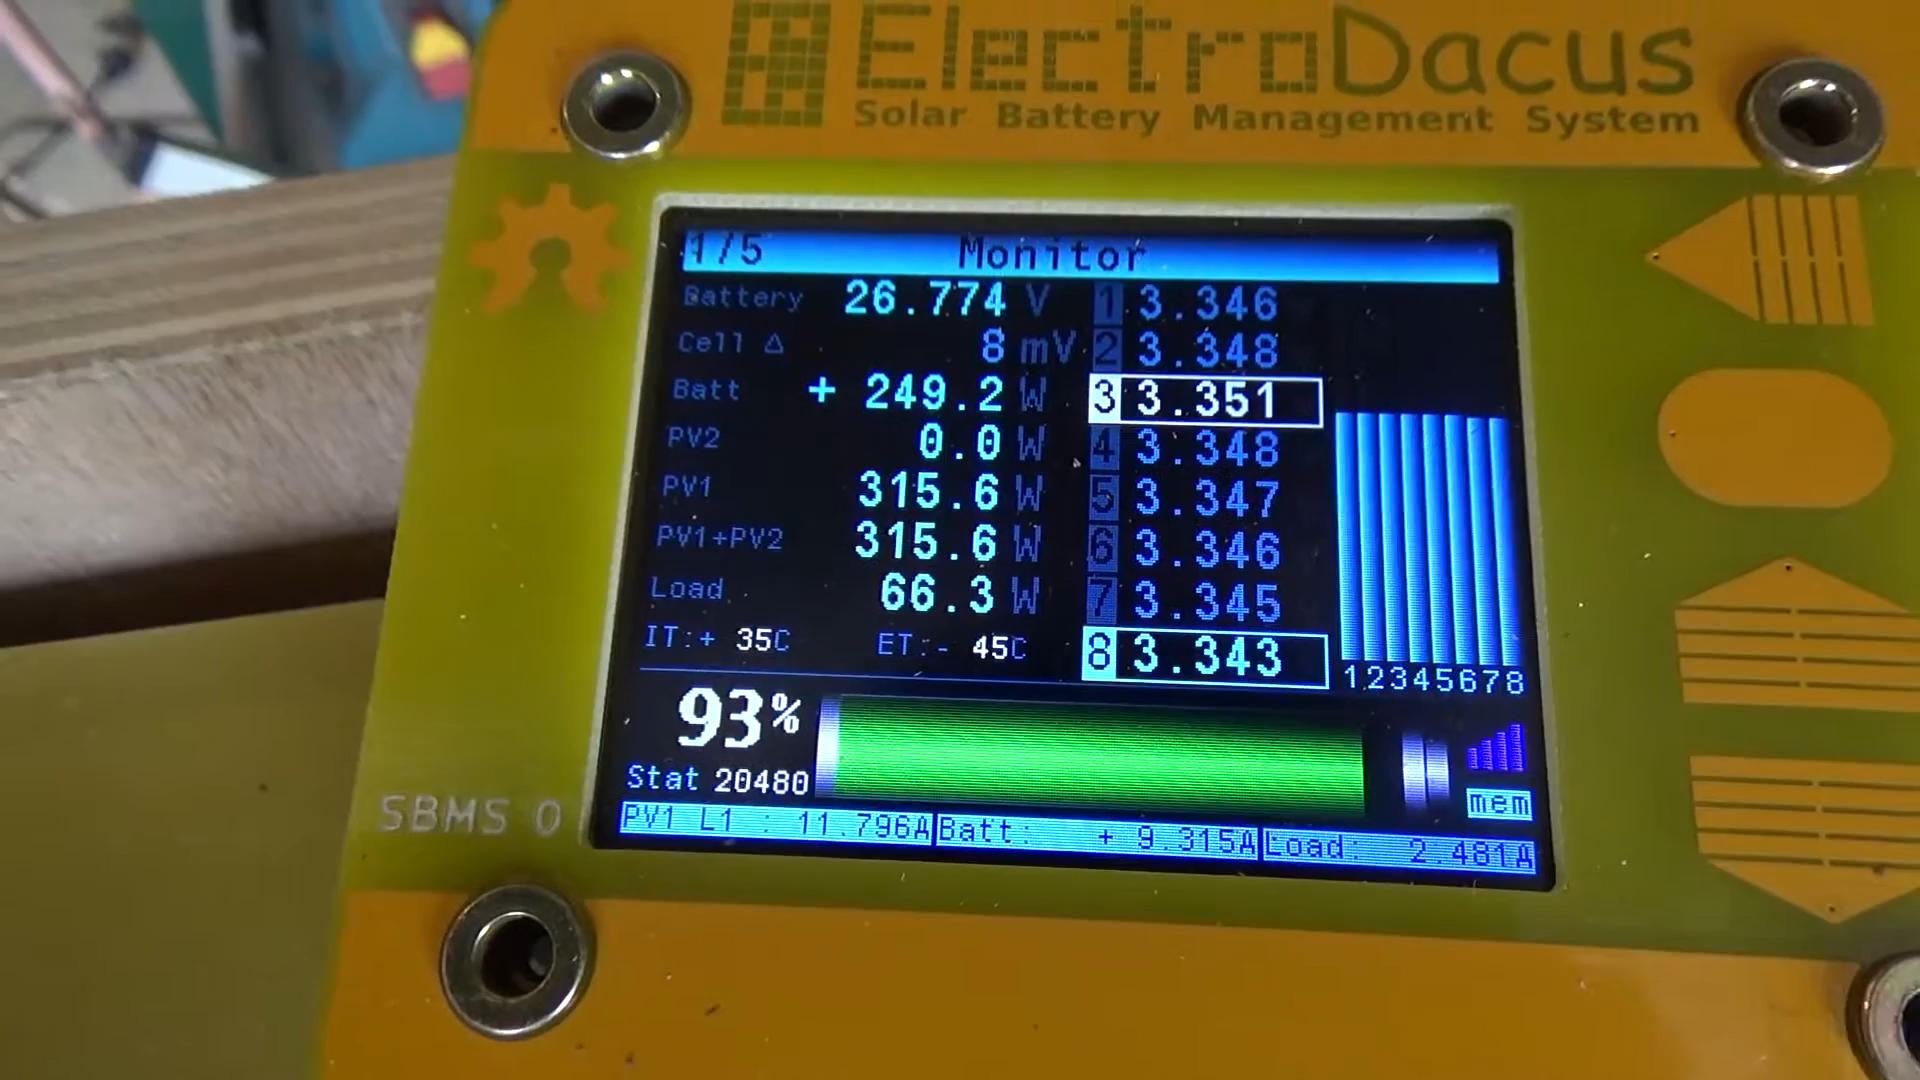 ElectroDacus
Solar Battery Management System
1/5 Monitor
Battery 26.774 V
Cell Δ 8 mV
Batt + 249.2 W
PV2 0.0 W
PV1 315.6 W
PV1+PV2 315.6 W
Load 66.3 W
IT:+ 35C ET:- 45C
1 3.346
2 3.348
3 3.351
4 3.348
5 3.347
6 3.346
7 3.345
8 3.343
12345678
93%
Stat 20480
mem
PV1 L1 : 11.796A Batt: + 9.315A Load: 2.481A
SBMS 0